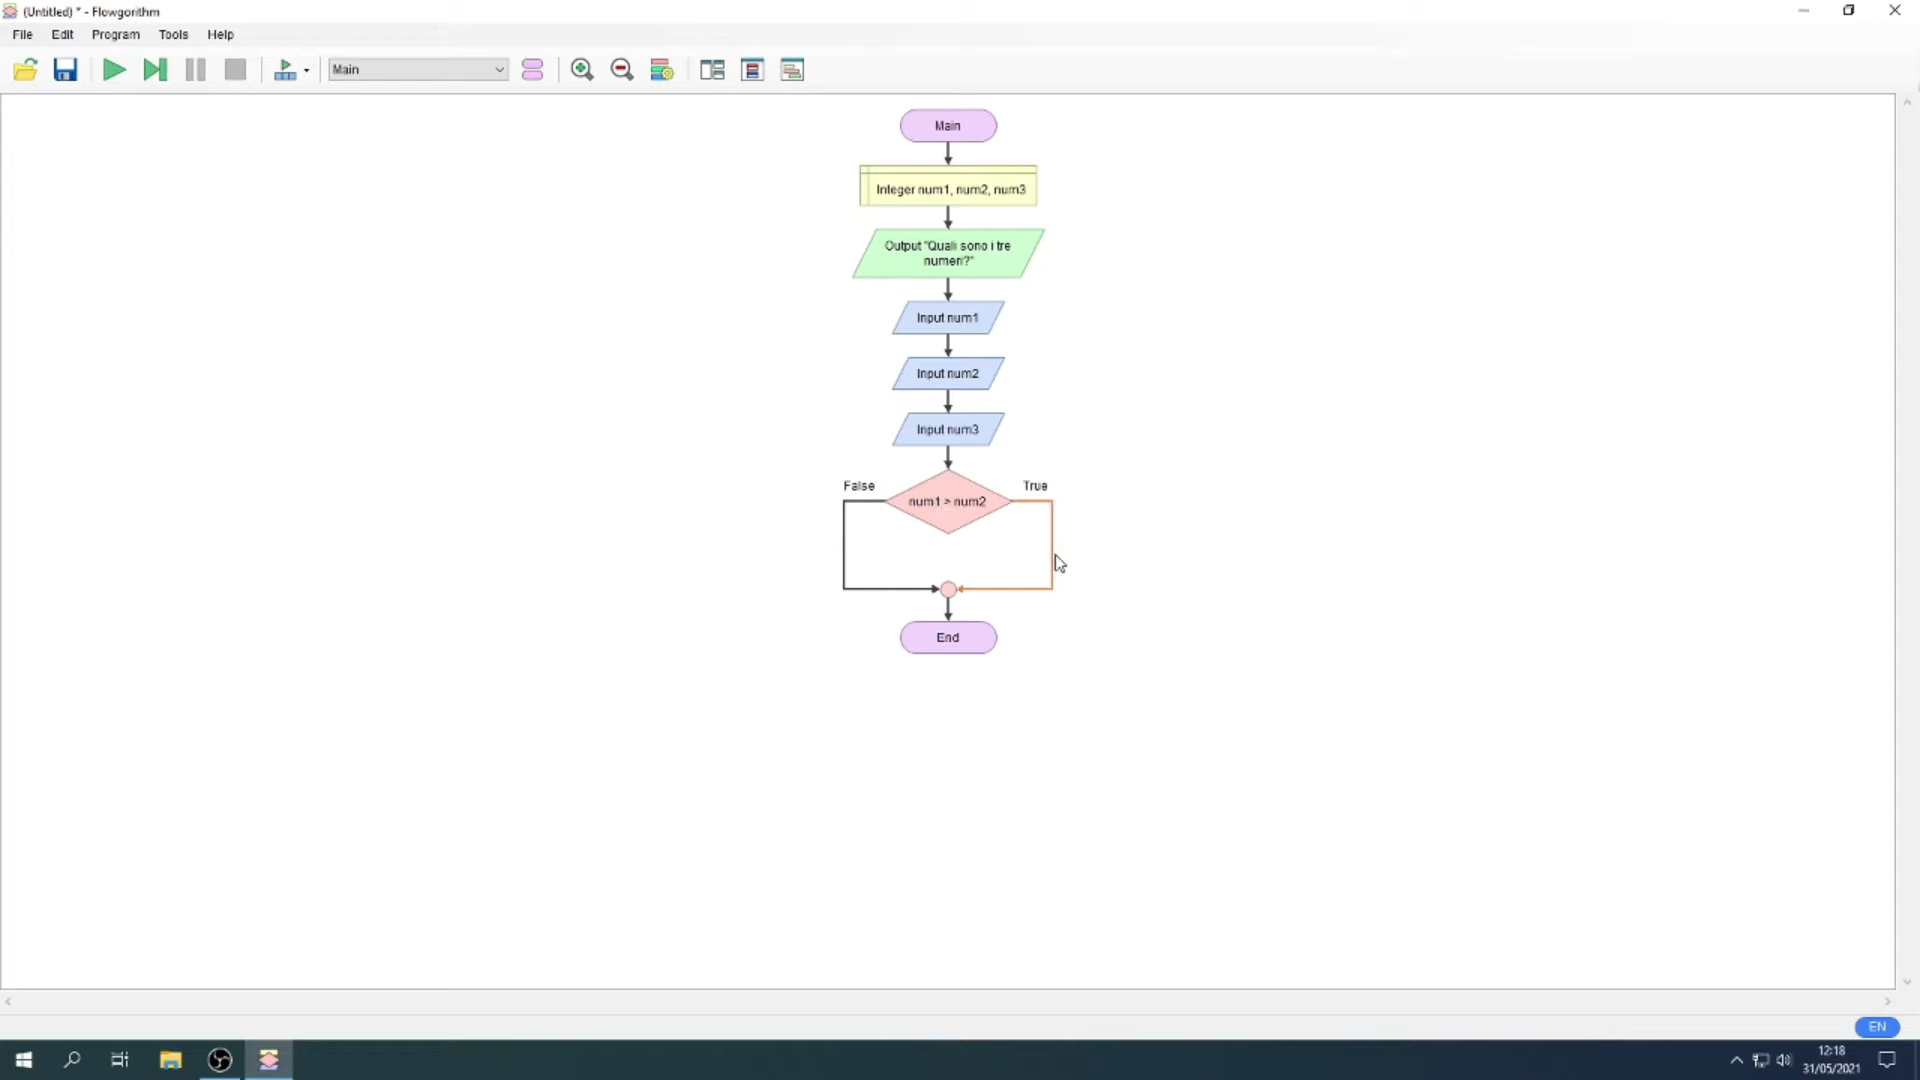 (Untitled) * - Flowgorithm
File Edit Program Tools Help
Main
Main
Integer num1, num2, num3
Output "Quali sono i tre
numeri?"
Input num1
Input num2
Input num3
False
True
num1 > num2
End
EN
12:18
31/05/2021